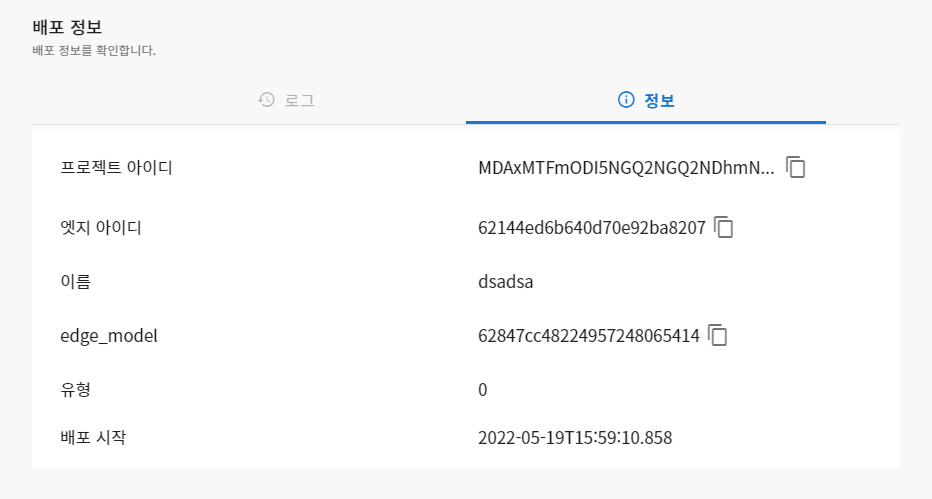 배포 정보
배포 정보를 확인합니다.
로그 정보
프로젝트 아이디 MDAxMTFmODI5NGQ2NGQ2NDhmN...
엣지 아이디 62144ed6b640d70e92ba8207
이름 dsadsa
edge_model 62847cc48224957248065414
유형 0
배포 시작 2022-05-19T15:59:10.858